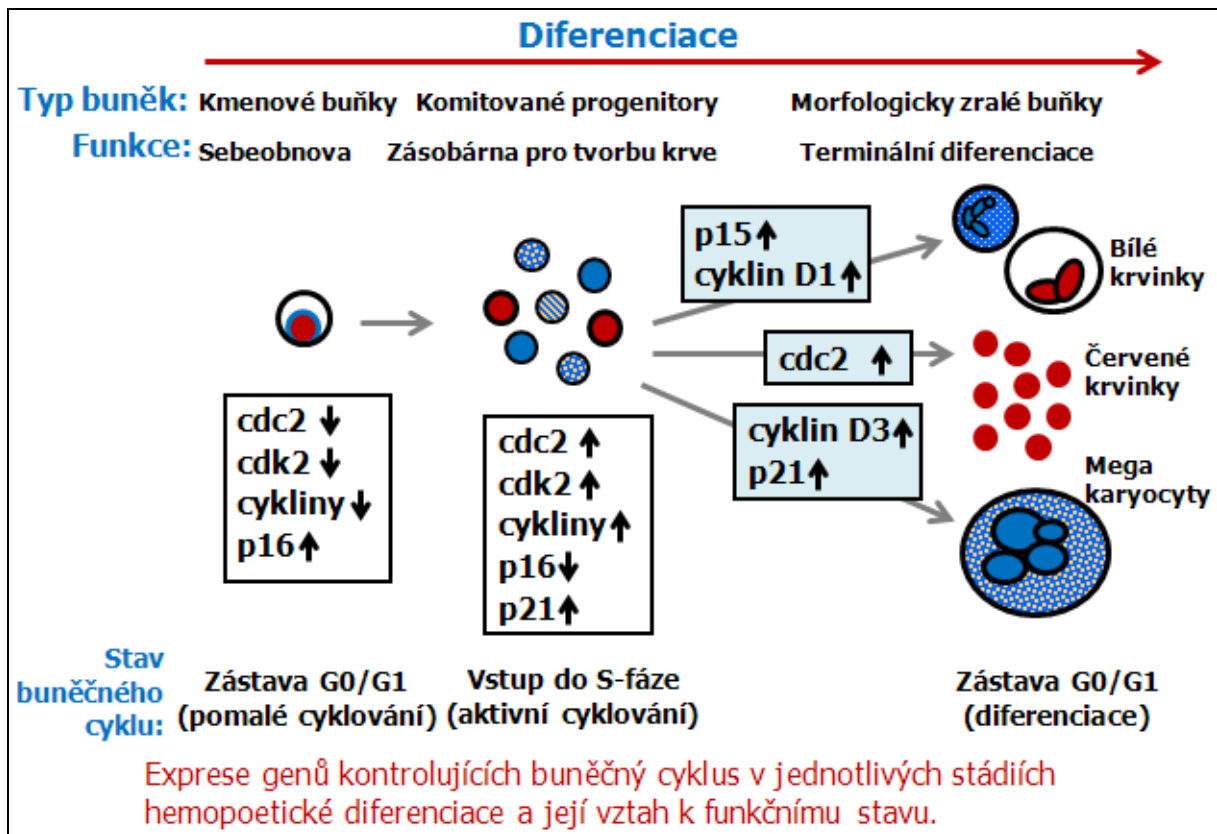 Diferenciace
Typ buněk: Kmenové buňky Komitované progenitory Morfologicky zralé buňky
Funkce: Sebeobnova Zásobárna pro tvorbu krve Terminální diferenciace
p15↑
cyklin D1↑
Bílé
krvinky
cdc2 ↑
Červené
krvinky
cyklin D3↑
p21↑
Mega
karyocyty
cdc2 ↓
cdk2 ↓
cykliny ↓
p16↑
cdc2 ↑
cdk2 ↑
cykliny ↑
p16↓
p21↑
Stav
buněčného
cyklu:
Zástava G0/G1
(pomalé cyklování)
Vstup do S-fáze
(aktivní cyklování)
Zástava G0/G1
(diferenciace)
Exprese genů kontrolujících buněčný cyklus v jednotlivých stádiích
hemopoetické diferenciace a její vztah k funkčnímu stavu.